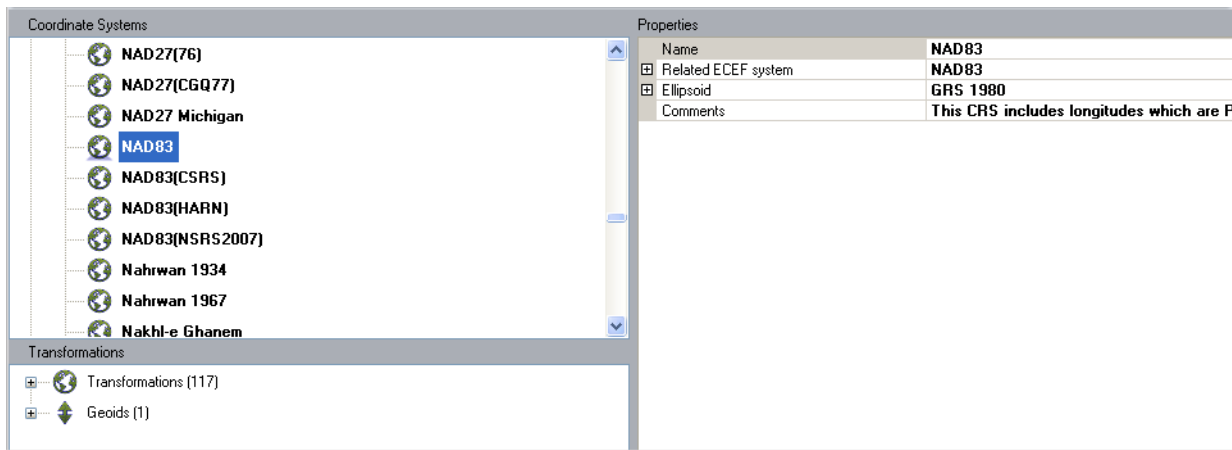 Coordinate Systems
NAD27(76)
NAD27(CGQ77)
NAD27 Michigan
NAD83
NAD83(CSRS)
NAD83(HARN)
NAD83(NSRS2007)
Nahrwan 1934
Nahrwan 1967
Nakhl-e Ghanem
Transformations
Transformations (117)
Geoids (1)
Properties
Name NAD83
Related ECEF system NAD83
Ellipsoid GRS 1980
Comments This CRS includes longitudes which are P